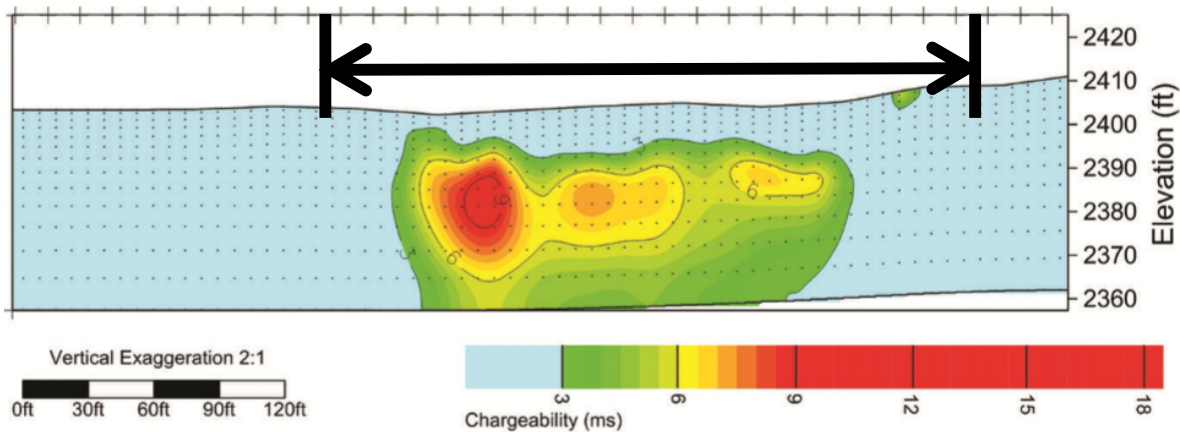 2420
2410
2400
2390
2380
2370
2360
Elevation (ft)
3
3
6
9
6
Vertical Exaggeration 2:1
0ft 30ft 60ft 90ft 120ft
3 6 9 12 15 18
Chargeability (ms)